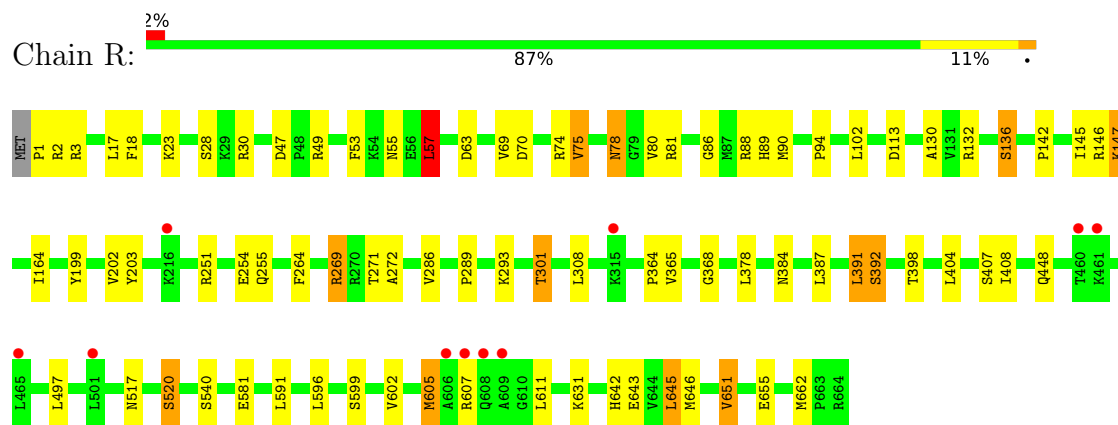 2%
Chain R:
87% 11% •
MET P1 R2 R3 L17 F18 K23 S28 K29 R30 D47 P48 R49 F53 K54 N55 E56 L57 D63 V69 D70 R74 V75 N78 G79 V80 R81 G86 M87 R88 H89 M90 P94 L102 D113 A130 V131 R132 S136 P142 I145 R146 K147
I164 Y199 V202 Y203 K216 R251 E254 Q255 F264 R269 R270 T271 A272 V286 P289 K293 T301 L308 K315 P364 V365 G368 L378 N384 L387 L391 S392 T398 L404 S407 I408 Q448 T460 K461
L465 L497 L501 N517 S520 S540 E581 L591 L596 S599 V602 M605 A606 R607 Q608 A609 G610 L611 K631 H642 E643 V644 L645 M646 V651 E655 M662 P663 R664